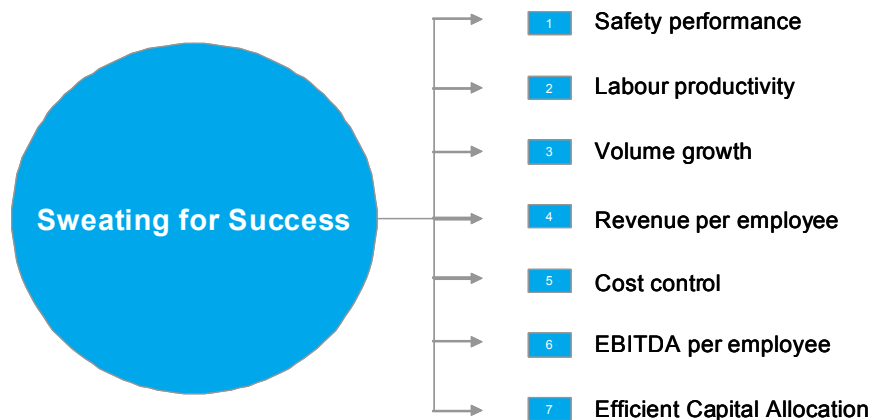 Sweating for Success
1 Safety performance
2 Labour productivity
3 Volume growth
4 Revenue per employee
5 Cost control
6 EBITDA per employee
7 Efficient Capital Allocation